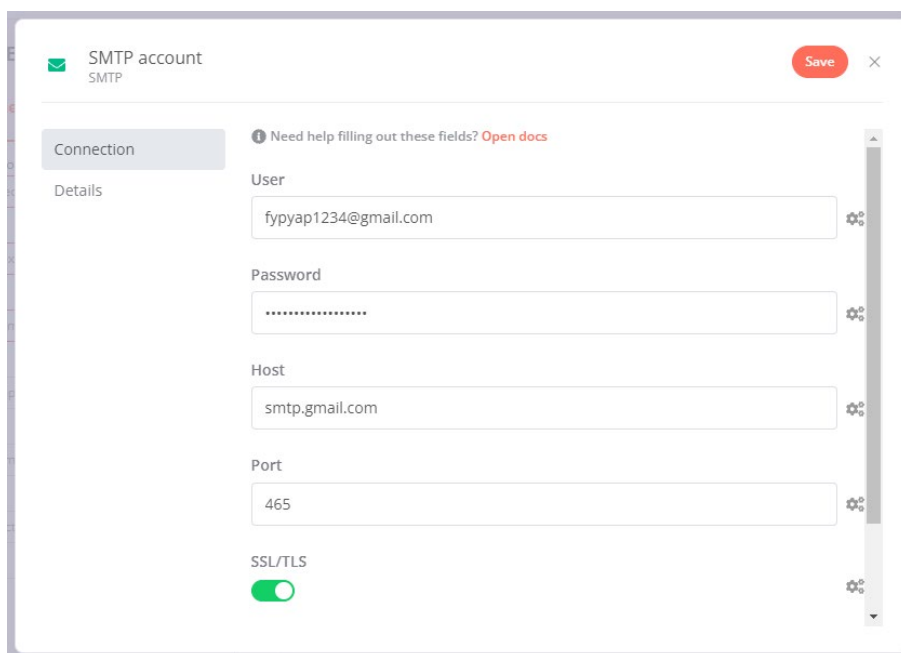 SMTP account
SMTP
Save
Connection
Details
Need help filling out these fields? Open docs
User
fypyap1234@gmail.com
Password
••••••••••••••••••
Host
smtp.gmail.com
Port
465
SSL/TLS